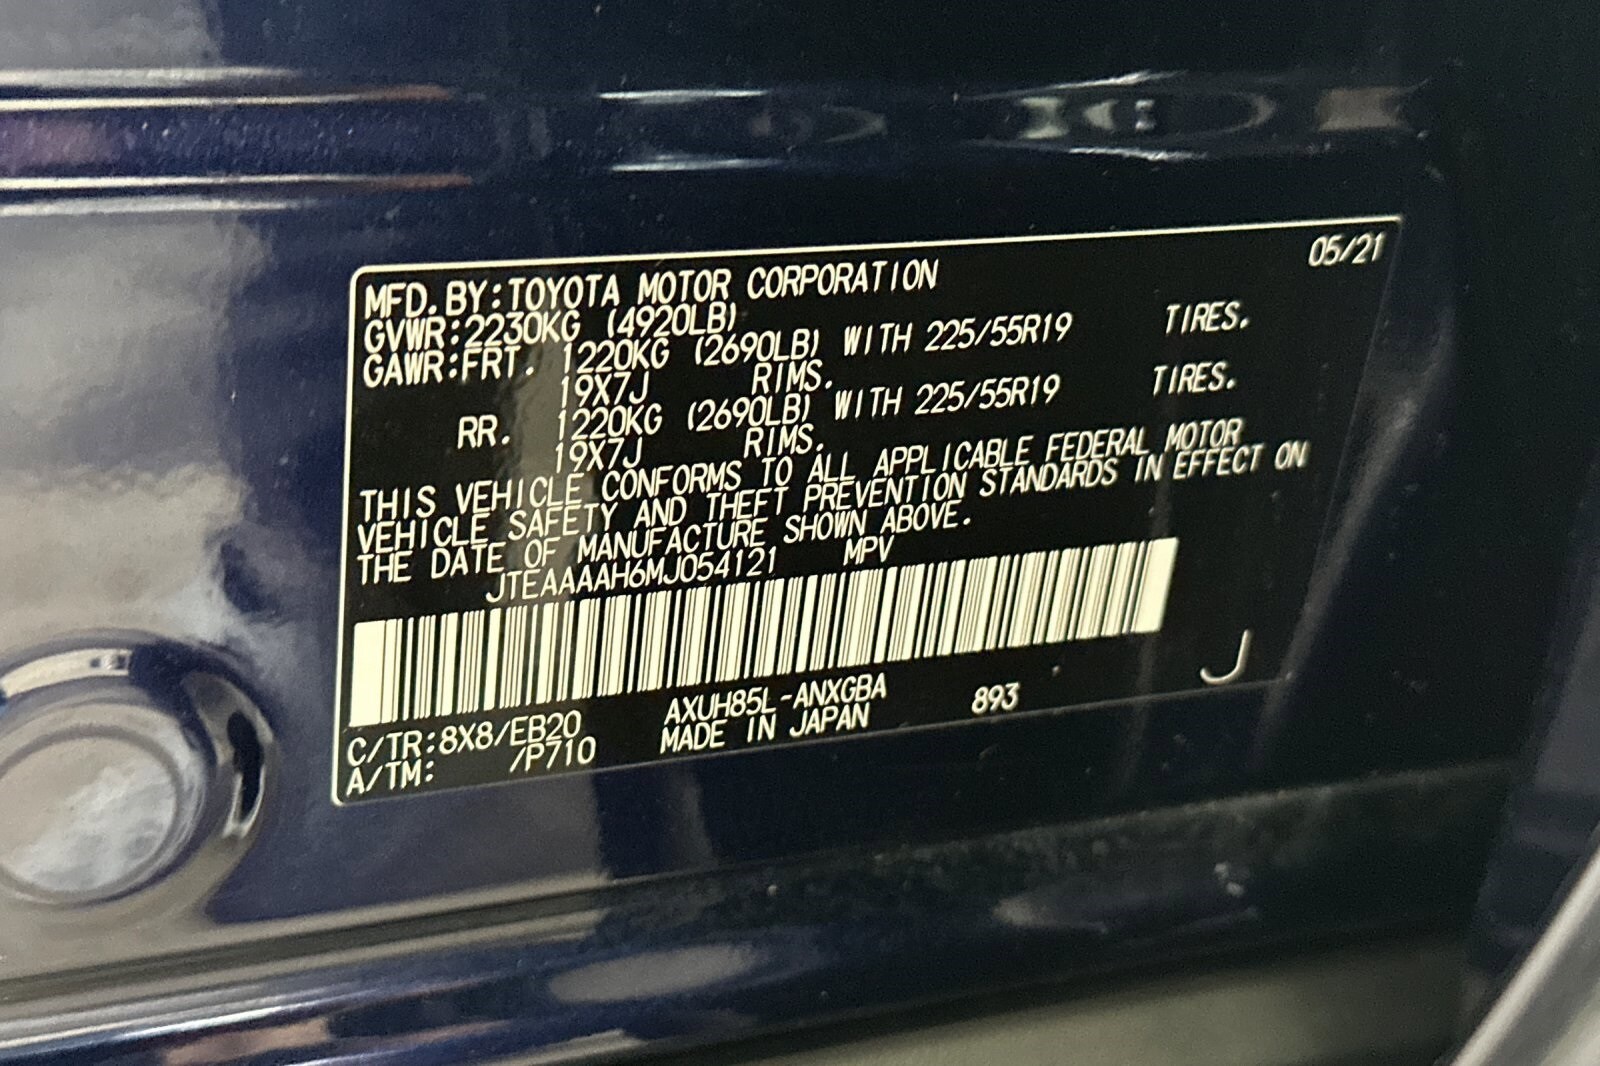 05/21
MFD. BY:TOYOTA MOTOR CORPORATION
GVWR:2230KG (4920LB)
GAWR:FRT. 1220KG (2690LB) WITH 225/55R19 TIRES.
19X7J RIMS.
RR. 1220KG (2690LB) WITH 225/55R19 TIRES.
19X7J RIMS.
THIS VEHICLE CONFORMS TO ALL APPLICABLE FEDERAL MOTOR
VEHICLE SAFETY AND THEFT PREVENTION STANDARDS IN EFFECT ON
THE DATE OF MANUFACTURE SHOWN ABOVE.
JTEAAAAH6MJ054121 MPV
C/TR:8X8/EB20 AXUH85L-ANXGBA 893 J
A/TM: /P710 MADE IN JAPAN